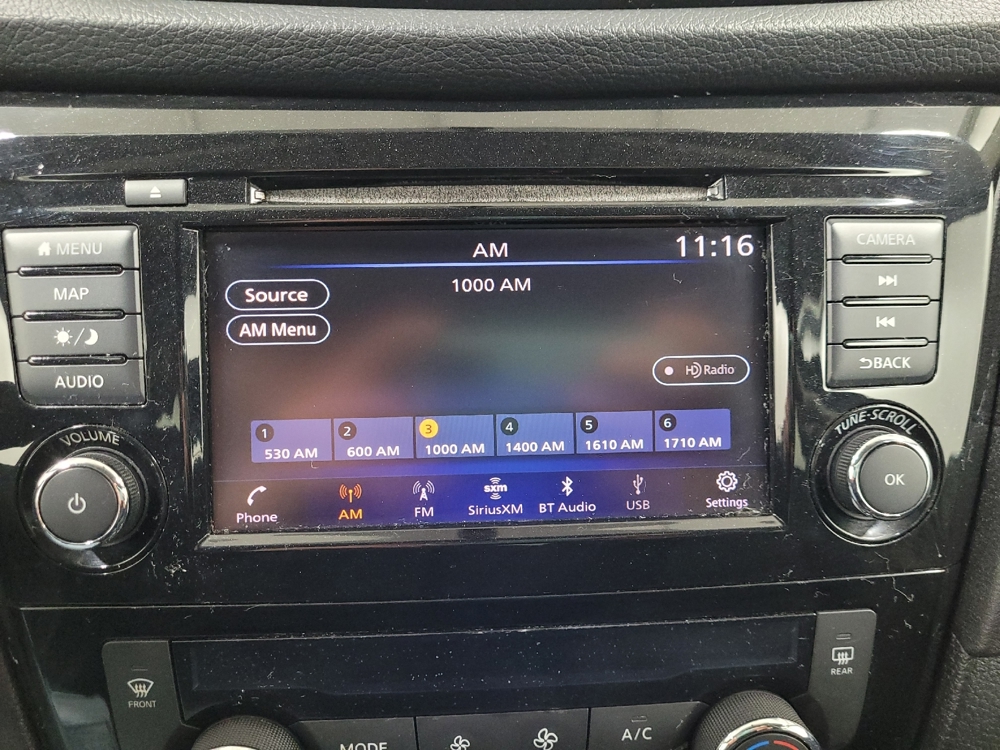 AM
11:16
1000 AM
Source
AM Menu
HD Radio
1 2 3 4 5 6
530 AM 600 AM 1000 AM 1400 AM 1610 AM 1710 AM
Phone AM FM sxm SiriusXM BT Audio USB Settings
MENU
MAP
AUDIO
VOLUME
CAMERA
BACK
TUNE-SCROLL
OK
FRONT
REAR
MODE
A/C